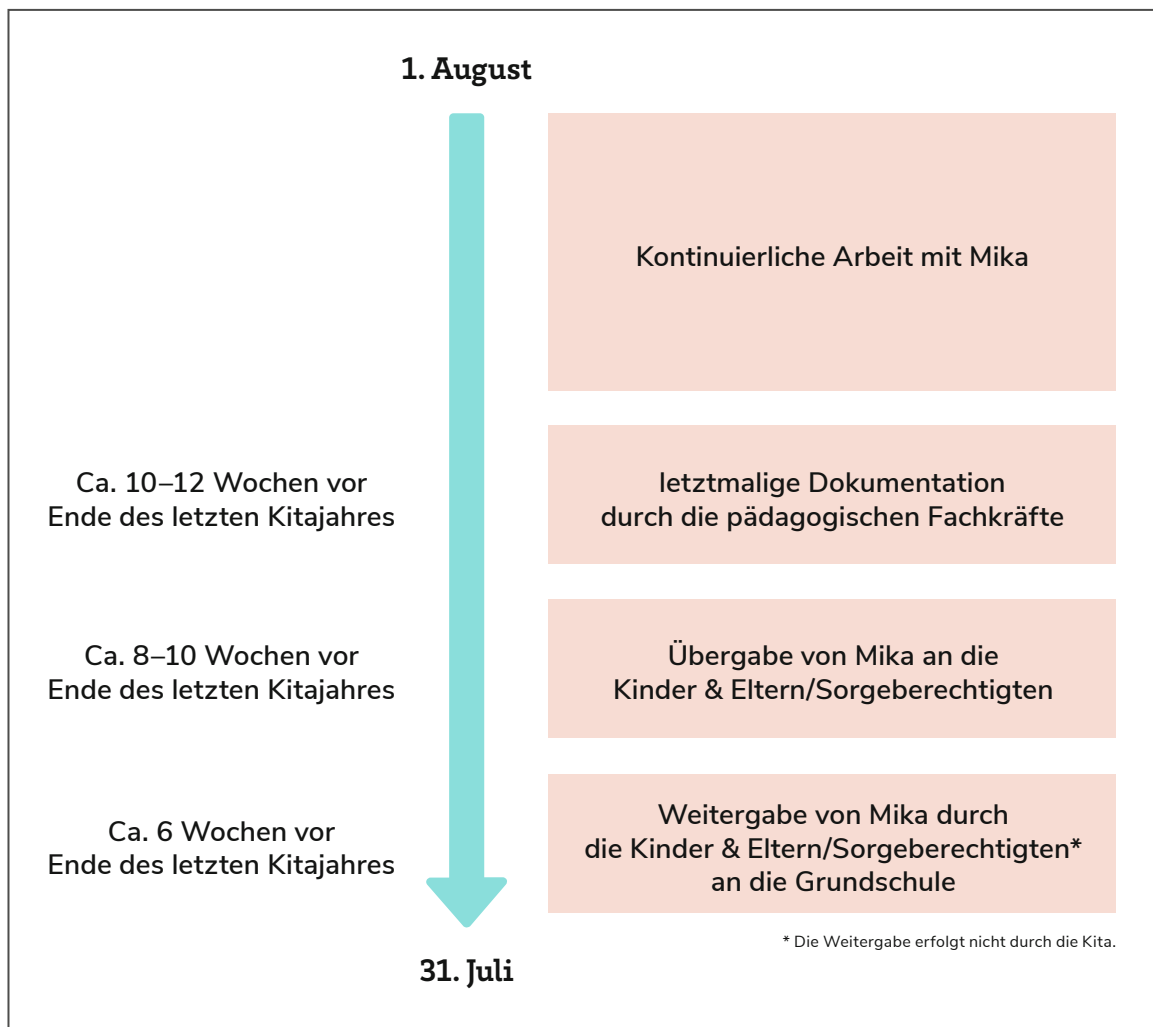 1. August
Kontinuierliche Arbeit mit Mika
Ca. 10–12 Wochen vor
Ende des letzten Kitajahres
letztmalige Dokumentation
durch die pädagogischen Fachkräfte
Ca. 8–10 Wochen vor
Ende des letzten Kitajahres
Übergabe von Mika an die
Kinder & Eltern/Sorgeberechtigten
Ca. 6 Wochen vor
Ende des letzten Kitajahres
Weitergabe von Mika durch
die Kinder & Eltern/Sorgeberechtigten*
an die Grundschule
* Die Weitergabe erfolgt nicht durch die Kita.
31. Juli